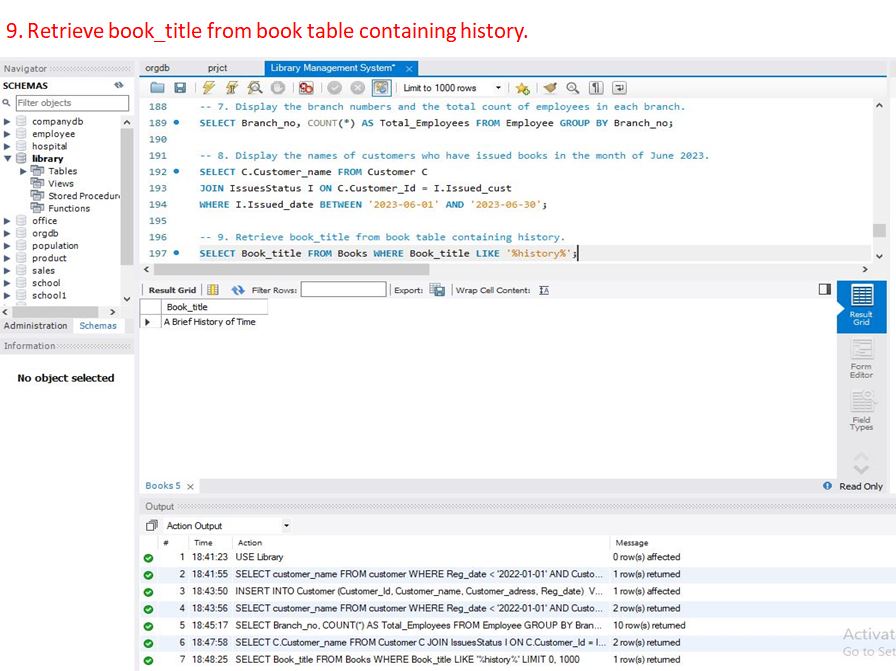 9. Retrieve book_title from book table containing history.
Navigator
orgdb prjct Library Management System* ×
SCHEMAS
Limit to 1000 rows
Filter objects
companydb
employee
hospital
library
Tables
Views
Stored Procedure
Functions
office
orgdb
population
product
sales
school
school1
Administration Schemas
Information
No object selected
188 -- 7. Display the branch numbers and the total count of employees in each branch.
189 SELECT Branch_no, COUNT(*) AS Total_Employees FROM Employee GROUP BY Branch_no;
190
191 -- 8. Display the names of customers who have issued books in the month of June 2023.
192 SELECT C.Customer_name FROM Customer C
193 JOIN IssuesStatus I ON C.Customer_Id = I.Issued_cust
194 WHERE I.Issued_date BETWEEN '2023-06-01' AND '2023-06-30';
195
196 -- 9. Retrieve book_title from book table containing history.
197 SELECT Book_title FROM Books WHERE Book_title LIKE '%history%';
Result Grid Filter Rows: Export: Wrap Cell Content: IA
Book_title
A Brief History of Time
Result Grid
Form Editor
Field Types
Books 5 × Read Only
Output
Action Output
# Time Action Message
1 18:41:23 USE Library 0 row(s) affected
2 18:41:55 SELECT customer_name FROM customer WHERE Reg_date < '2022-01-01' AND Custo... 1 row(s) returned
3 18:43:50 INSERT INTO Customer (Customer_Id, Customer_name, Customer_adress, Reg_date) V... 1 row(s) affected
4 18:43:56 SELECT customer_name FROM customer WHERE Reg_date < '2022-01-01' AND Custo... 2 row(s) returned
5 18:45:17 SELECT Branch_no, COUNT(*) AS Total_Employees FROM Employee GROUP BY Bran... 10 row(s) returned
6 18:47:58 SELECT C.Customer_name FROM Customer C JOIN IssuesStatus I ON C.Customer_Id = I... 2 row(s) returned
7 18:48:25 SELECT Book_title FROM Books WHERE Book_title LIKE '%history%' LIMIT 0, 1000 1 row(s) returned
Activat
Go to Set